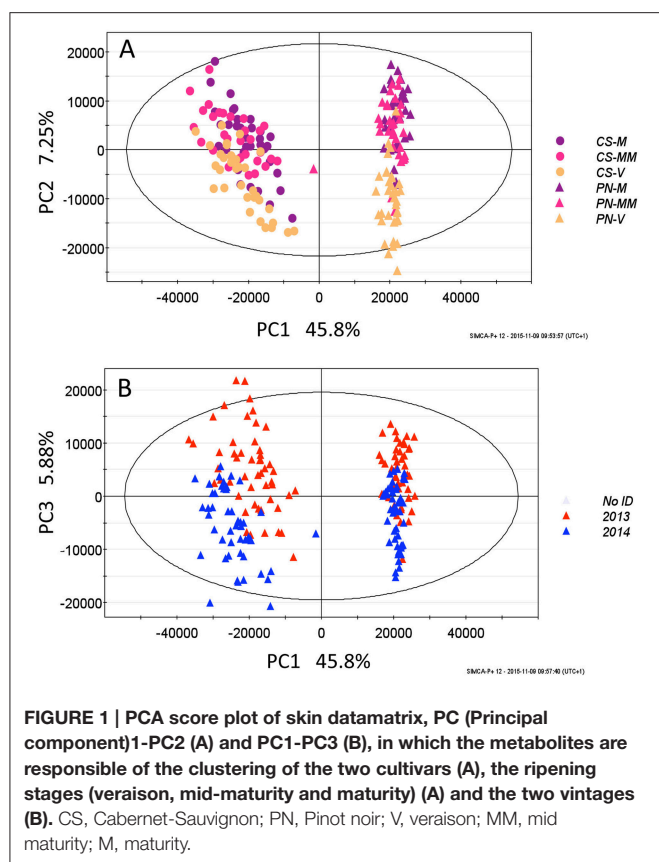 A
20000
10000
0
-10000
-20000
PC2 7.25%
-40000 -20000 0 20000 40000
PC1 45.8%
CS-M
CS-MM
CS-V
PN-M
PN-MM
PN-V
SIMCA-P+ 12 - 2015-11-09 09:53:57 (UTC+1)
B
20000
10000
0
-10000
-20000
PC3 5.88%
-40000 -20000 0 20000 40000
PC1 45.8%
No ID
2013
2014
SIMCA-P+ 12 - 2015-11-09 09:57:40 (UTC+1)
FIGURE 1 | PCA score plot of skin datamatrix, PC (Principal
component)1-PC2 (A) and PC1-PC3 (B), in which the metabolites are
responsible of the clustering of the two cultivars (A), the ripening
stages (veraison, mid-maturity and maturity) (A) and the two vintages
(B). CS, Cabernet-Sauvignon; PN, Pinot noir; V, veraison; MM, mid
maturity; M, maturity.